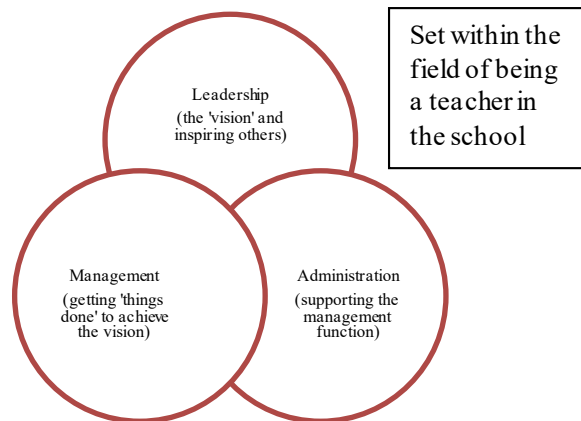 Set within the
field of being
a teacher in
the school
Leadership
(the 'vision' and
inspiring others)
Management
(getting 'things
done' to achieve
the vision)
Administration
(supporting the
management
function)